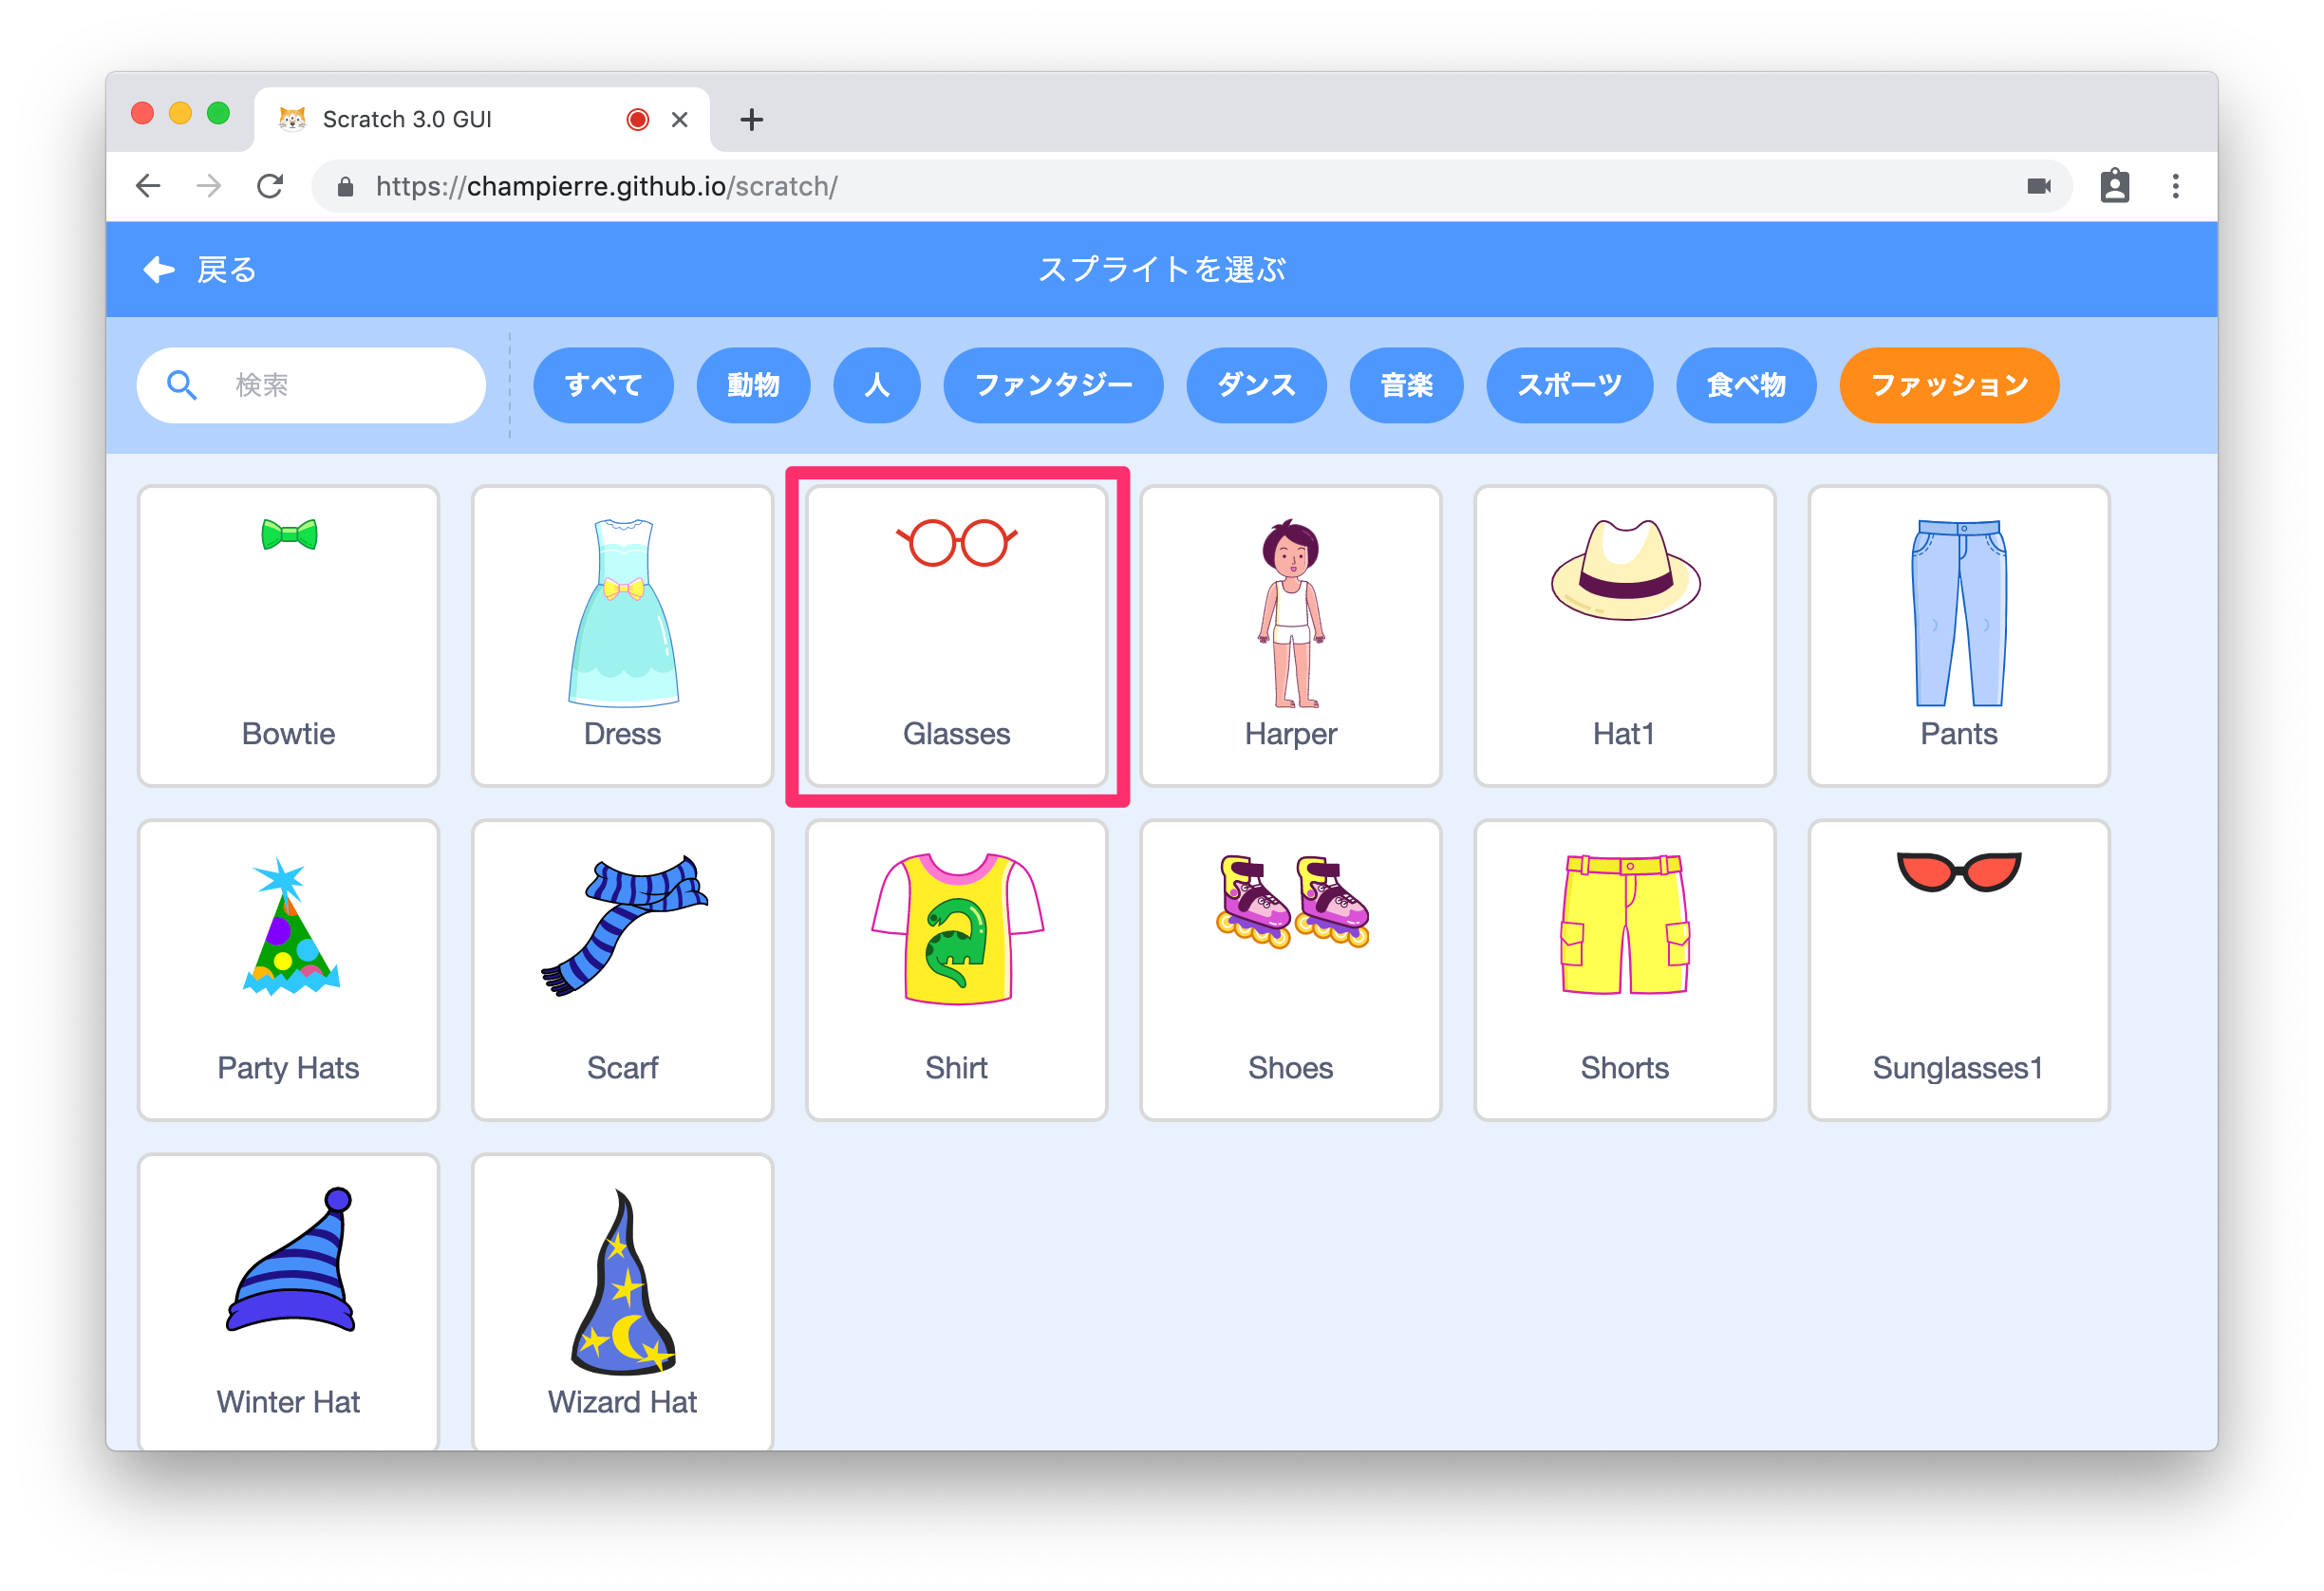 Scratch 3.0 GUI
https://champierre.github.io/scratch/
戻る
スプライトを選ぶ
検索
すべて
動物
人
ファンタジー
ダンス
音楽
スポーツ
食べ物
ファッション
Bowtie
Dress
Glasses
Harper
Hat1
Pants
Party Hats
Scarf
Shirt
Shoes
Shorts
Sunglasses1
Winter Hat
Wizard Hat